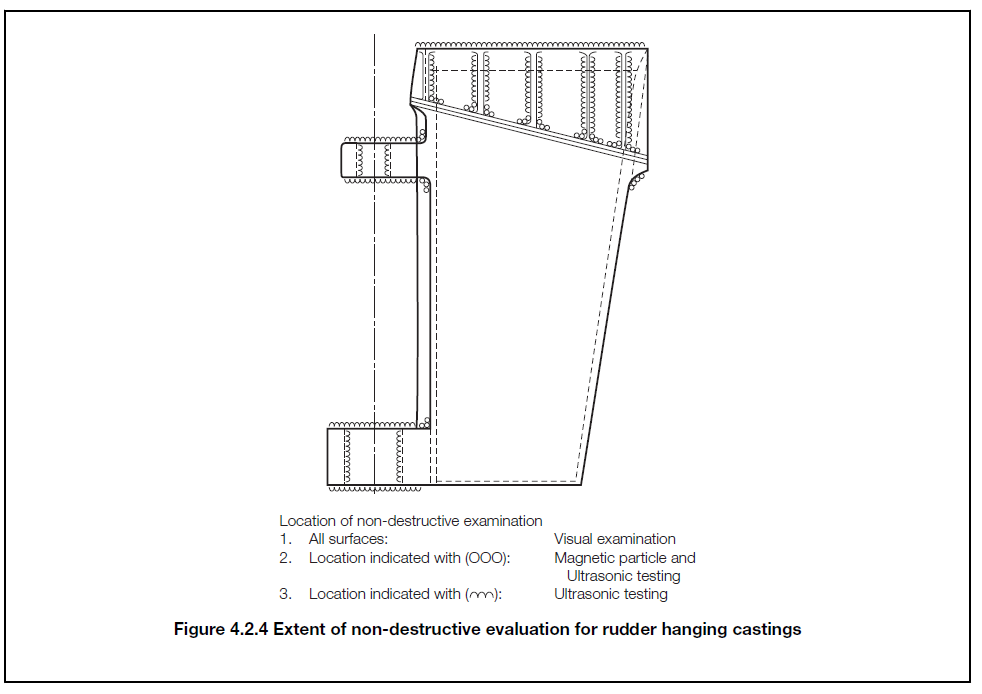 Location of non-destructive examination
1. All surfaces: Visual examination
2. Location indicated with (OOO): Magnetic particle and
Ultrasonic testing
3. Location indicated with (): Ultrasonic testing
Figure 4.2.4 Extent of non-destructive evaluation for rudder hanging castings